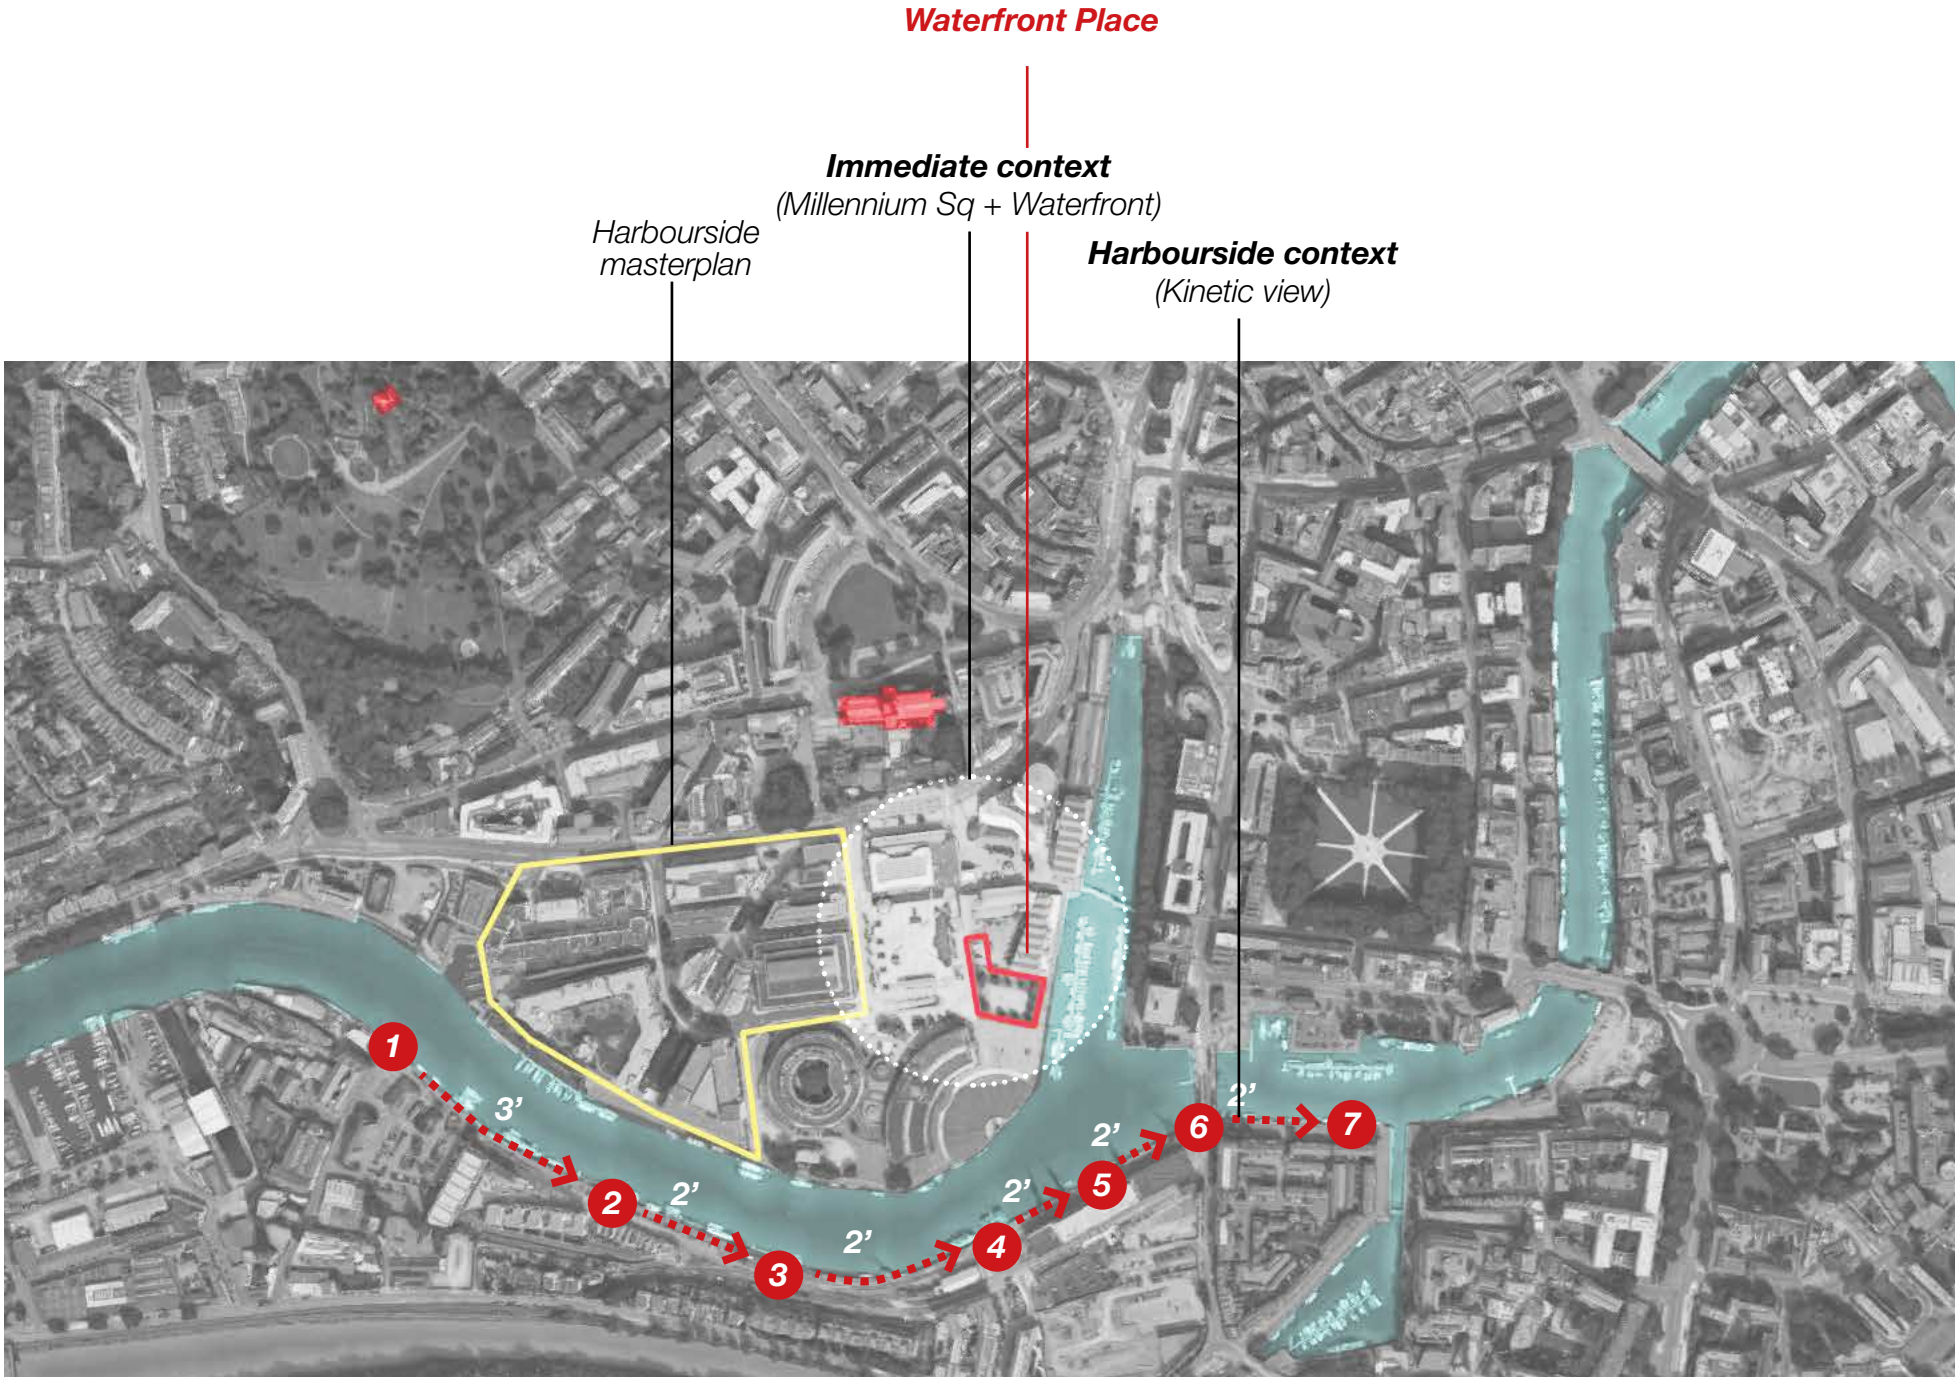 Waterfront Place
Immediate context
(Millennium Sq + Waterfront)
Harbourside
masterplan
Harbourside context
(Kinetic view)
1
3’
2
2’
3
2’
4
2’
5
2’
6
2’
7